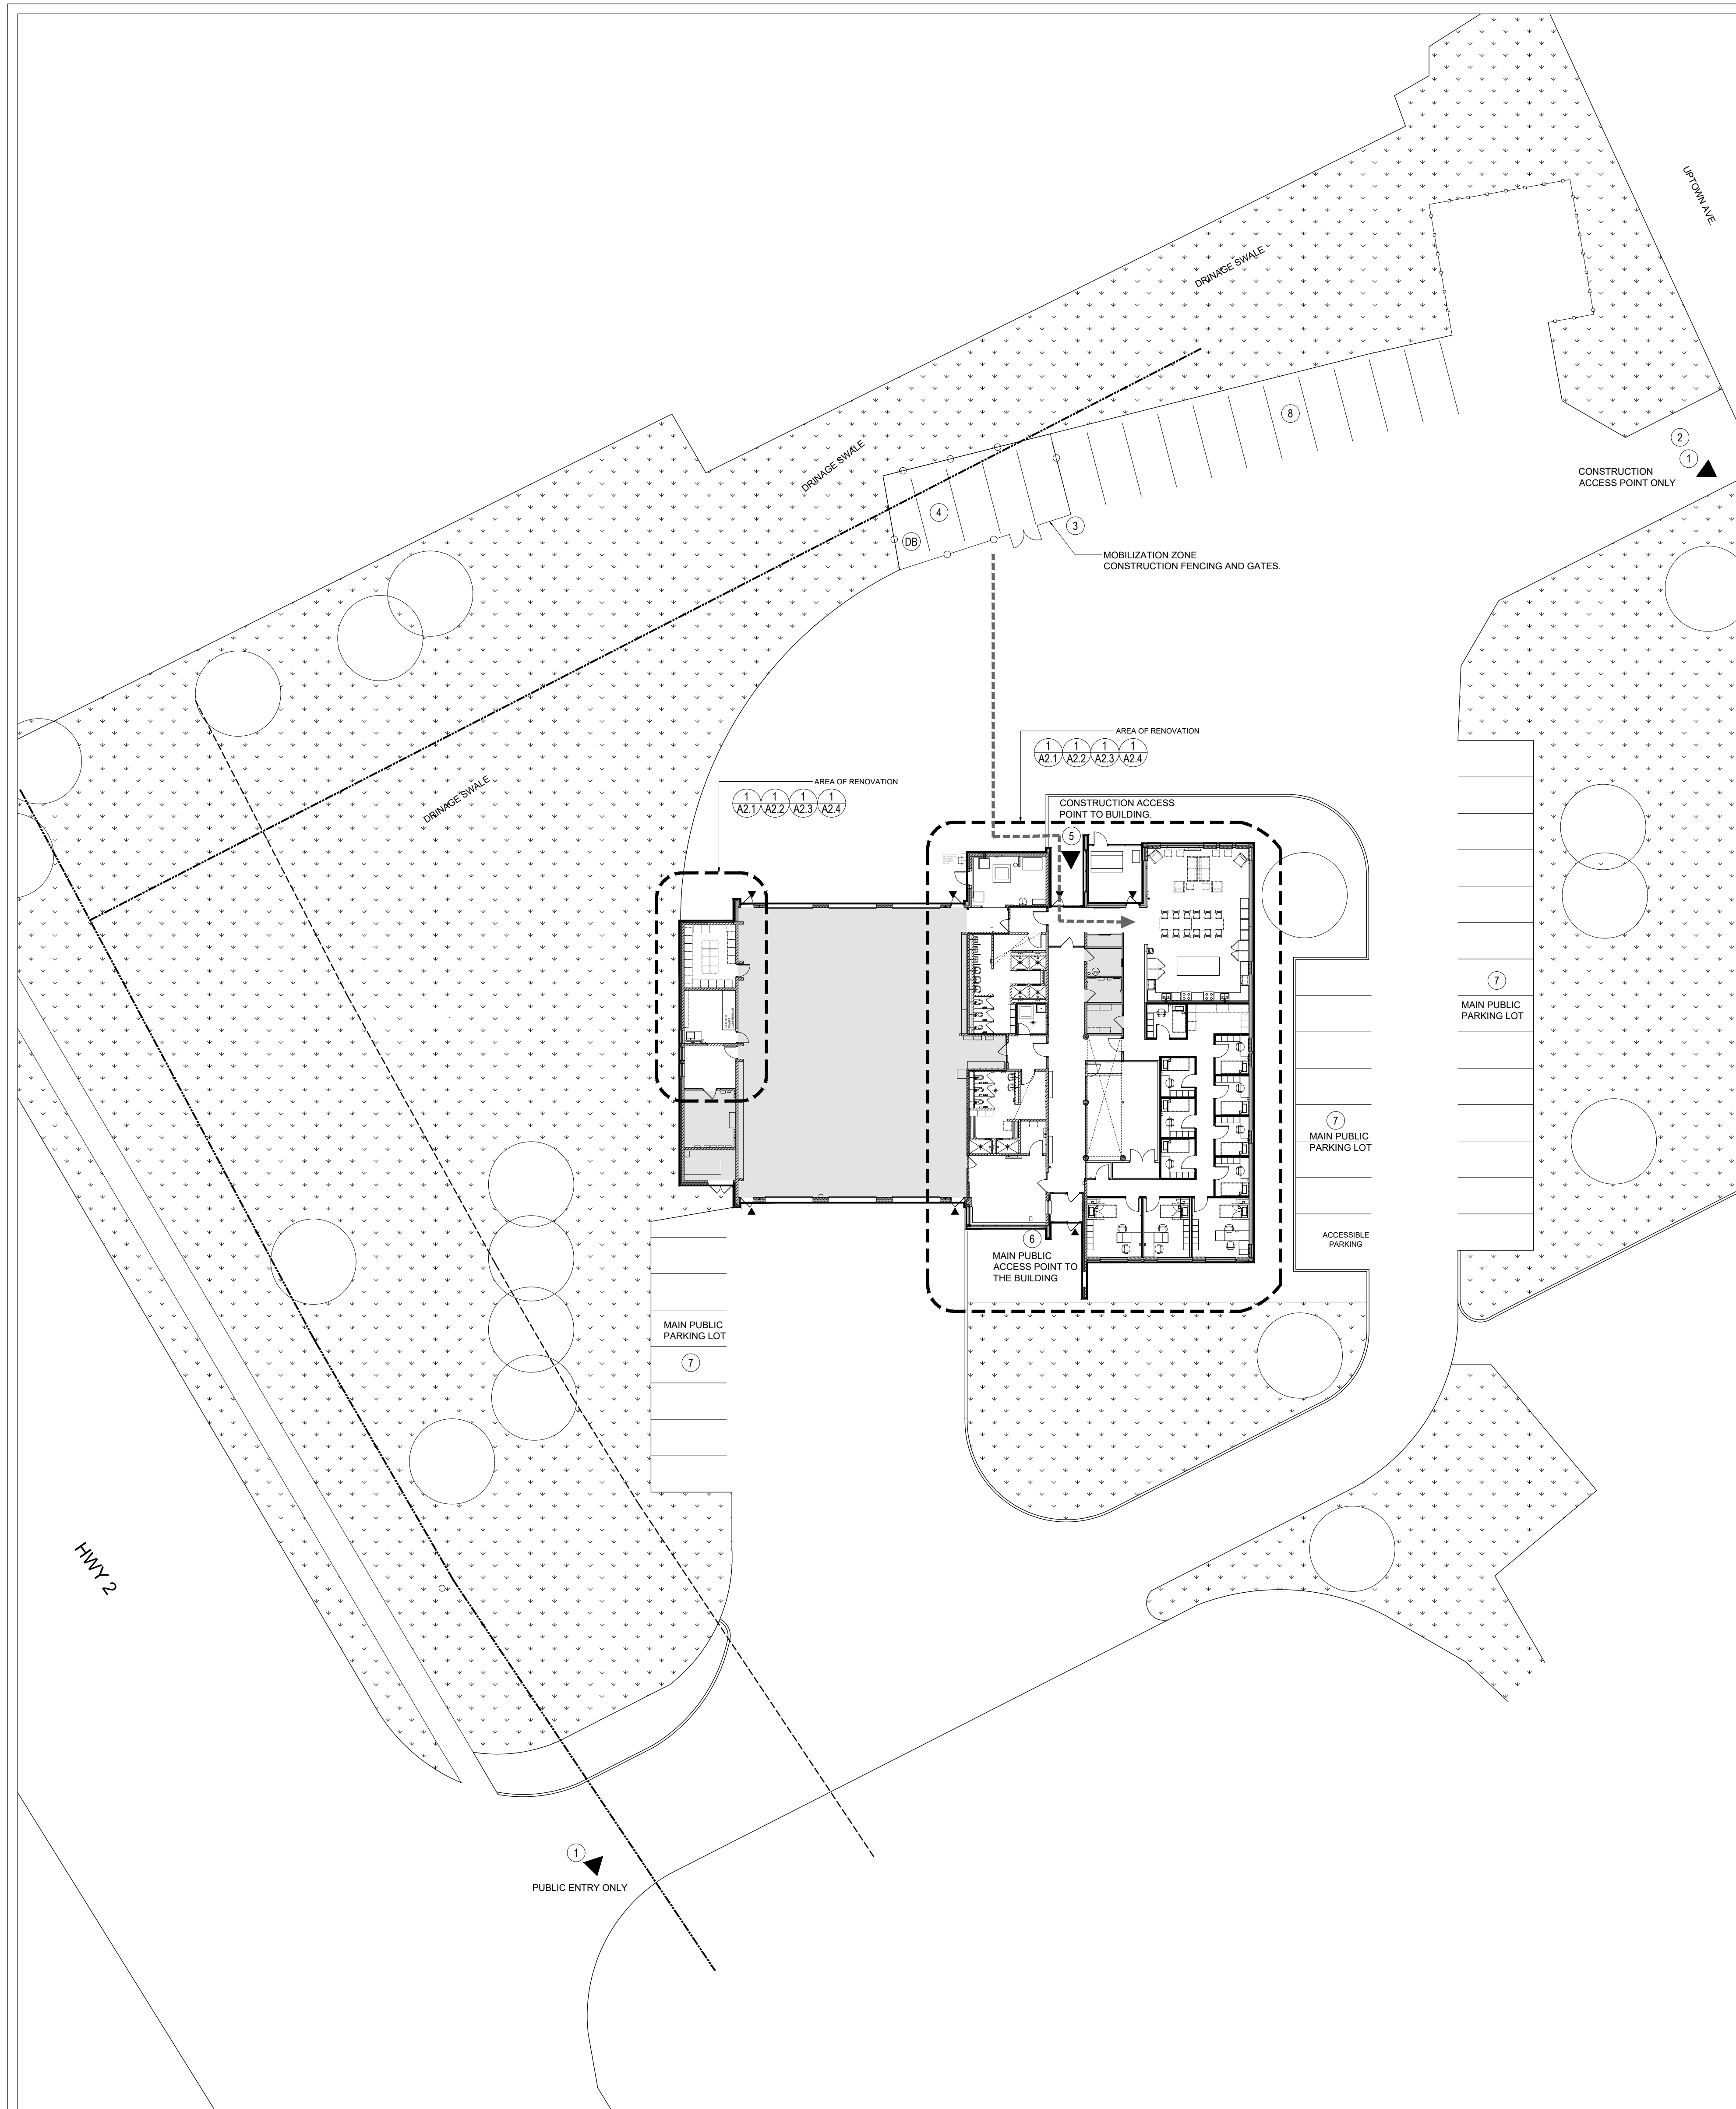 UPTOWN AVE.
DRINAGE SWALE
8
2
1
CONSTRUCTION
ACCESS POINT ONLY
DRINAGE SWALE
4
3
DB
MOBILIZATION ZONE
CONSTRUCTION FENCING AND GATES.
AREA OF RENOVATION
1 1 1 1
A2.1 A2.2 A2.3 A2.4
DRINAGE SWALE
AREA OF RENOVATION
1 1 1 1
A2.1 A2.2 A2.3 A2.4
CONSTRUCTION ACCESS
POINT TO BUILDING.
5
7
MAIN PUBLIC
PARKING LOT
7
MAIN PUBLIC
PARKING LOT
ACCESSIBLE
PARKING
6
MAIN PUBLIC
ACCESS POINT TO
THE BUILDING
MAIN PUBLIC
PARKING LOT
7
HWY 2
1
PUBLIC ENTRY ONLY